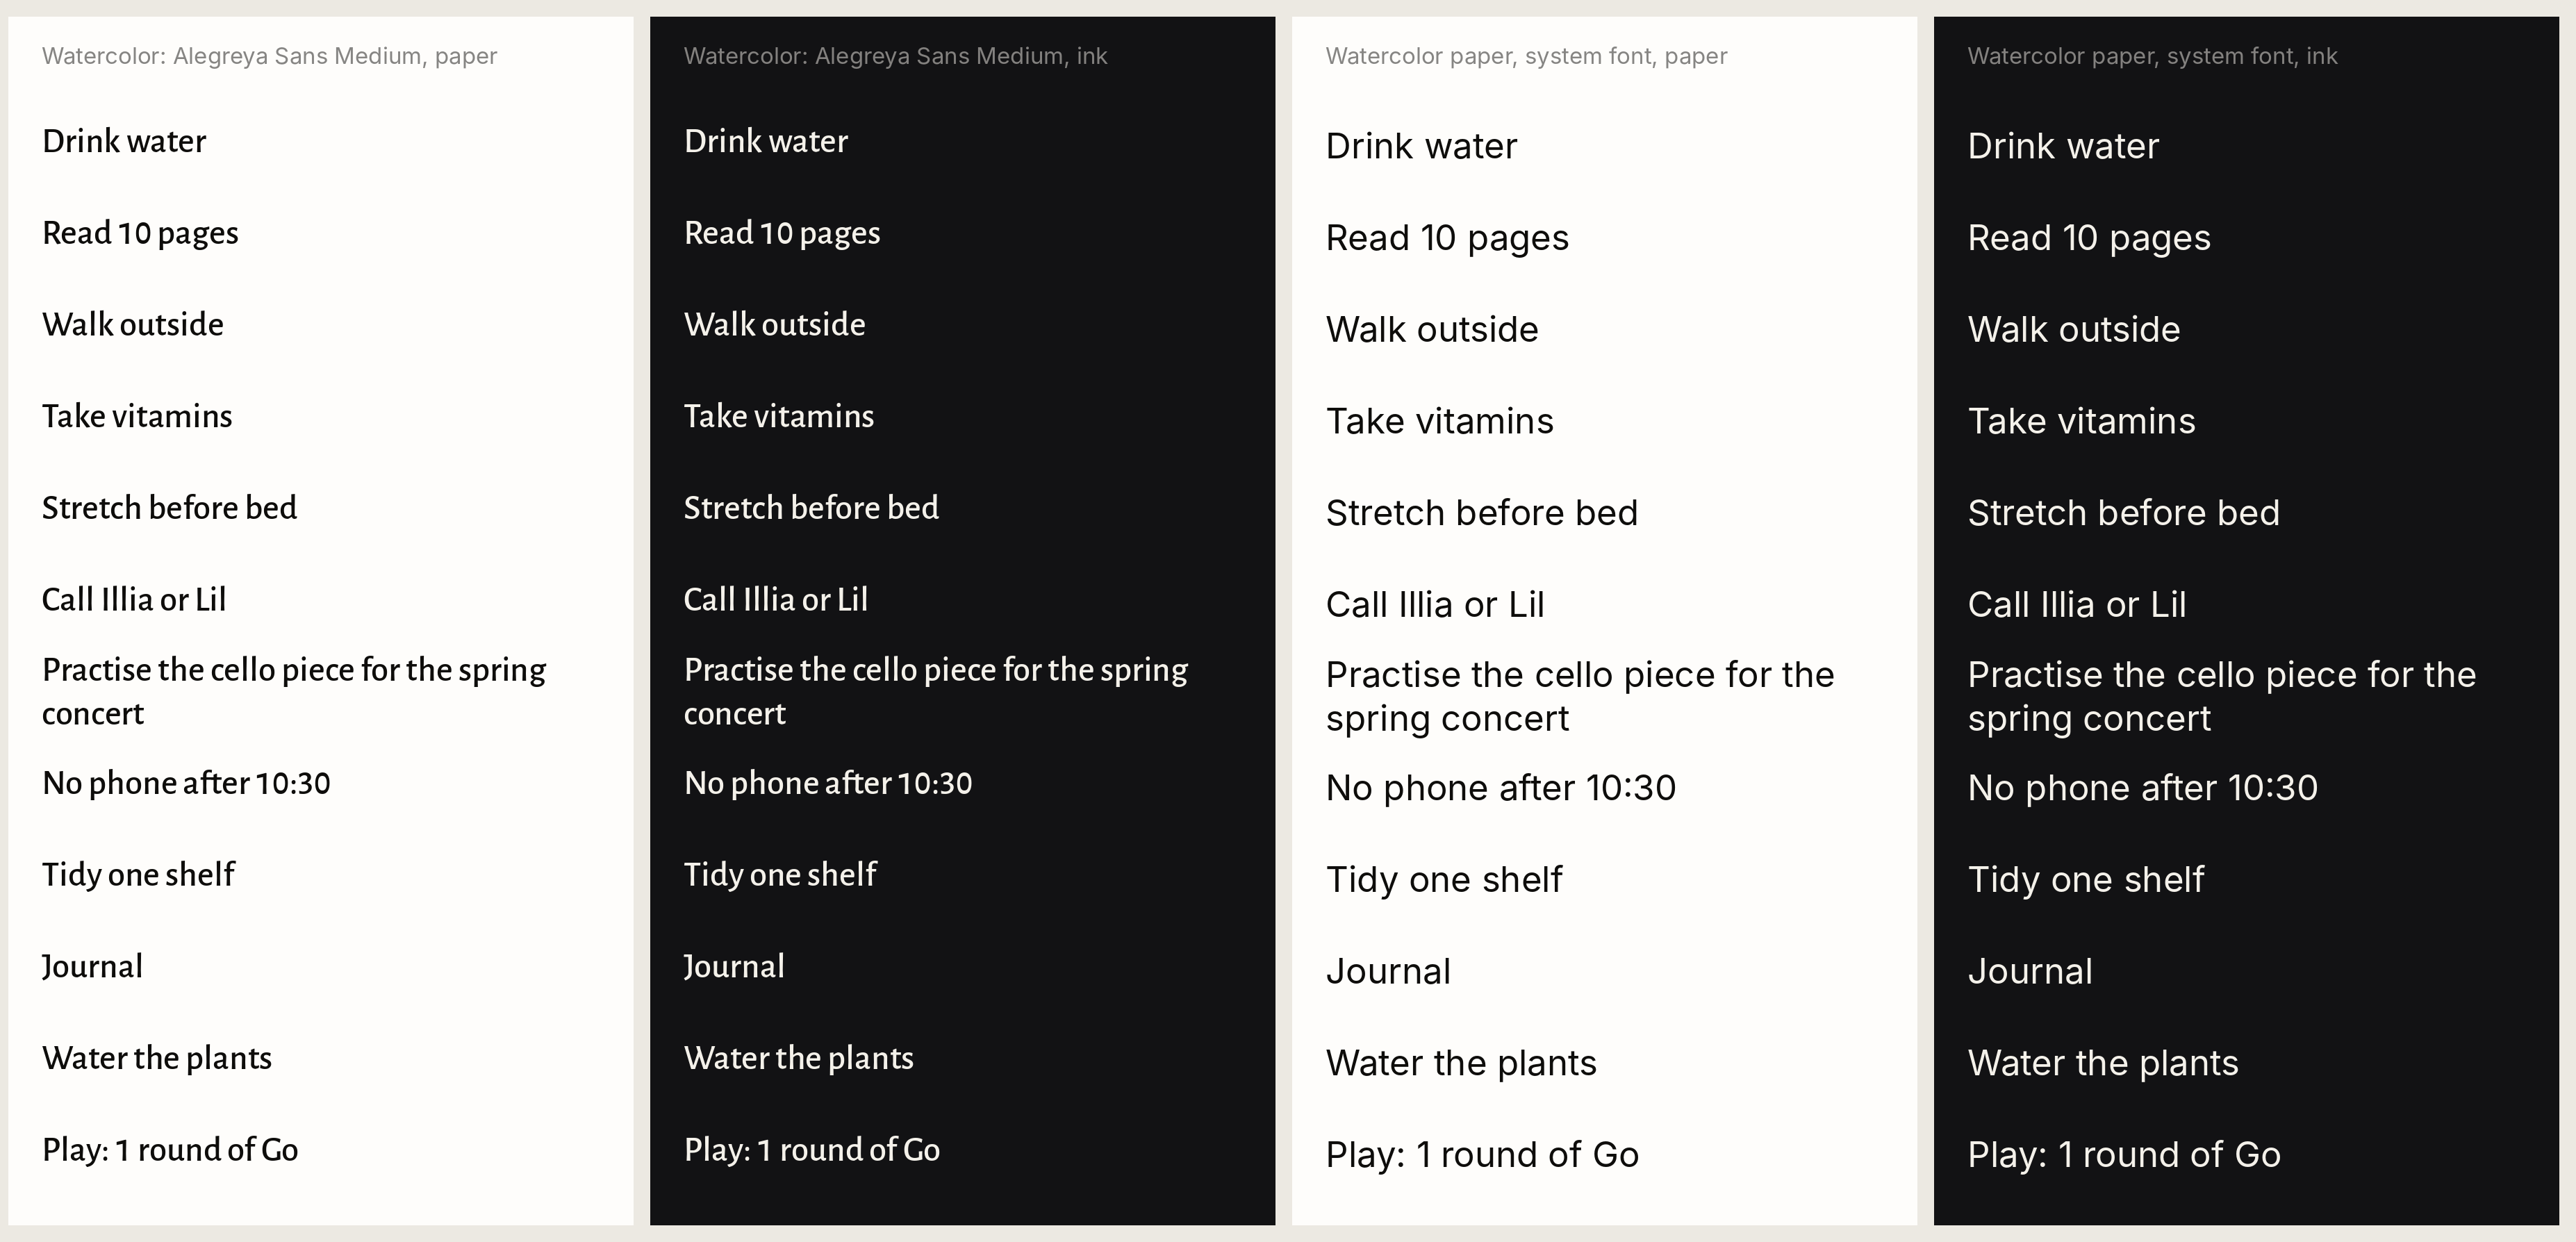 Watercolor: Alegreya Sans Medium, paper
Drink water
Read 10 pages
Walk outside
Take vitamins
Stretch before bed
Call Illia or Lil
Practise the cello piece for the spring
concert
No phone after 10:30
Tidy one shelf
Journal
Water the plants
Play: 1 round of Go
Watercolor: Alegreya Sans Medium, ink
Drink water
Read 10 pages
Walk outside
Take vitamins
Stretch before bed
Call Illia or Lil
Practise the cello piece for the spring
concert
No phone after 10:30
Tidy one shelf
Journal
Water the plants
Play: 1 round of Go
Watercolor paper, system font, paper
Drink water
Read 10 pages
Walk outside
Take vitamins
Stretch before bed
Call Illia or Lil
Practise the cello piece for the
spring concert
No phone after 10:30
Tidy one shelf
Journal
Water the plants
Play: 1 round of Go
Watercolor paper, system font, ink
Drink water
Read 10 pages
Walk outside
Take vitamins
Stretch before bed
Call Illia or Lil
Practise the cello piece for the
spring concert
No phone after 10:30
Tidy one shelf
Journal
Water the plants
Play: 1 round of Go